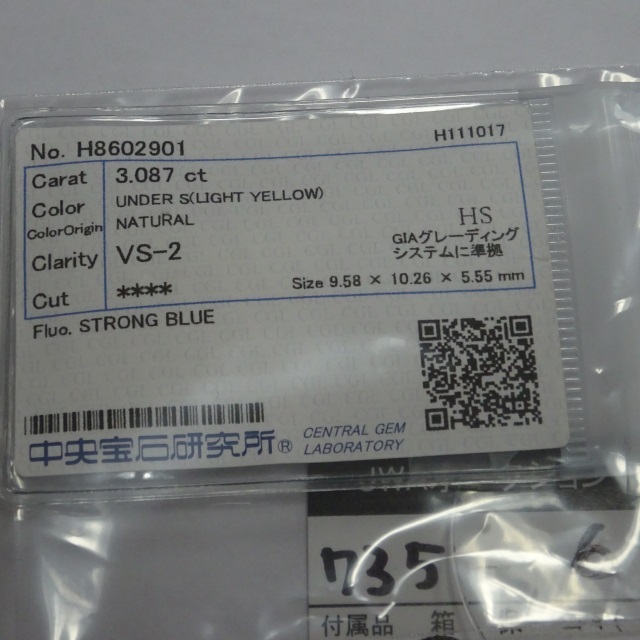 No. H8602901
H111017
Carat 3.087 ct
Color UNDER S(LIGHT YELLOW)
ColorOrigin NATURAL
HS
Clarity VS-2
GIAグレーディング
システムに準拠
Cut ****
Size 9.58 × 10.26 × 5.55 mm
Fluo. STRONG BLUE
中央宝石研究所® CENTRAL GEM
LABORATORY
735
6
付属品 箱